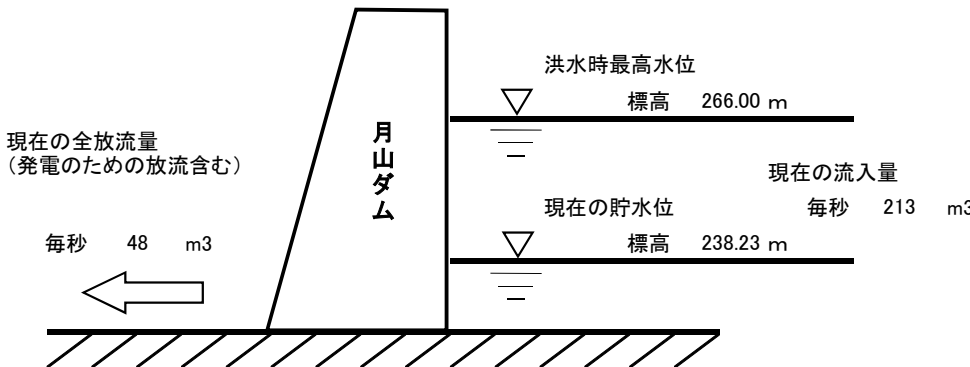 洪水時最高水位
標高 266.00 m
現在の全放流量
(発電のための放流含む)
月山ダム
現在の流入量
毎秒 213 m3
現在の貯水位
標高 238.23 m
毎秒 48 m3